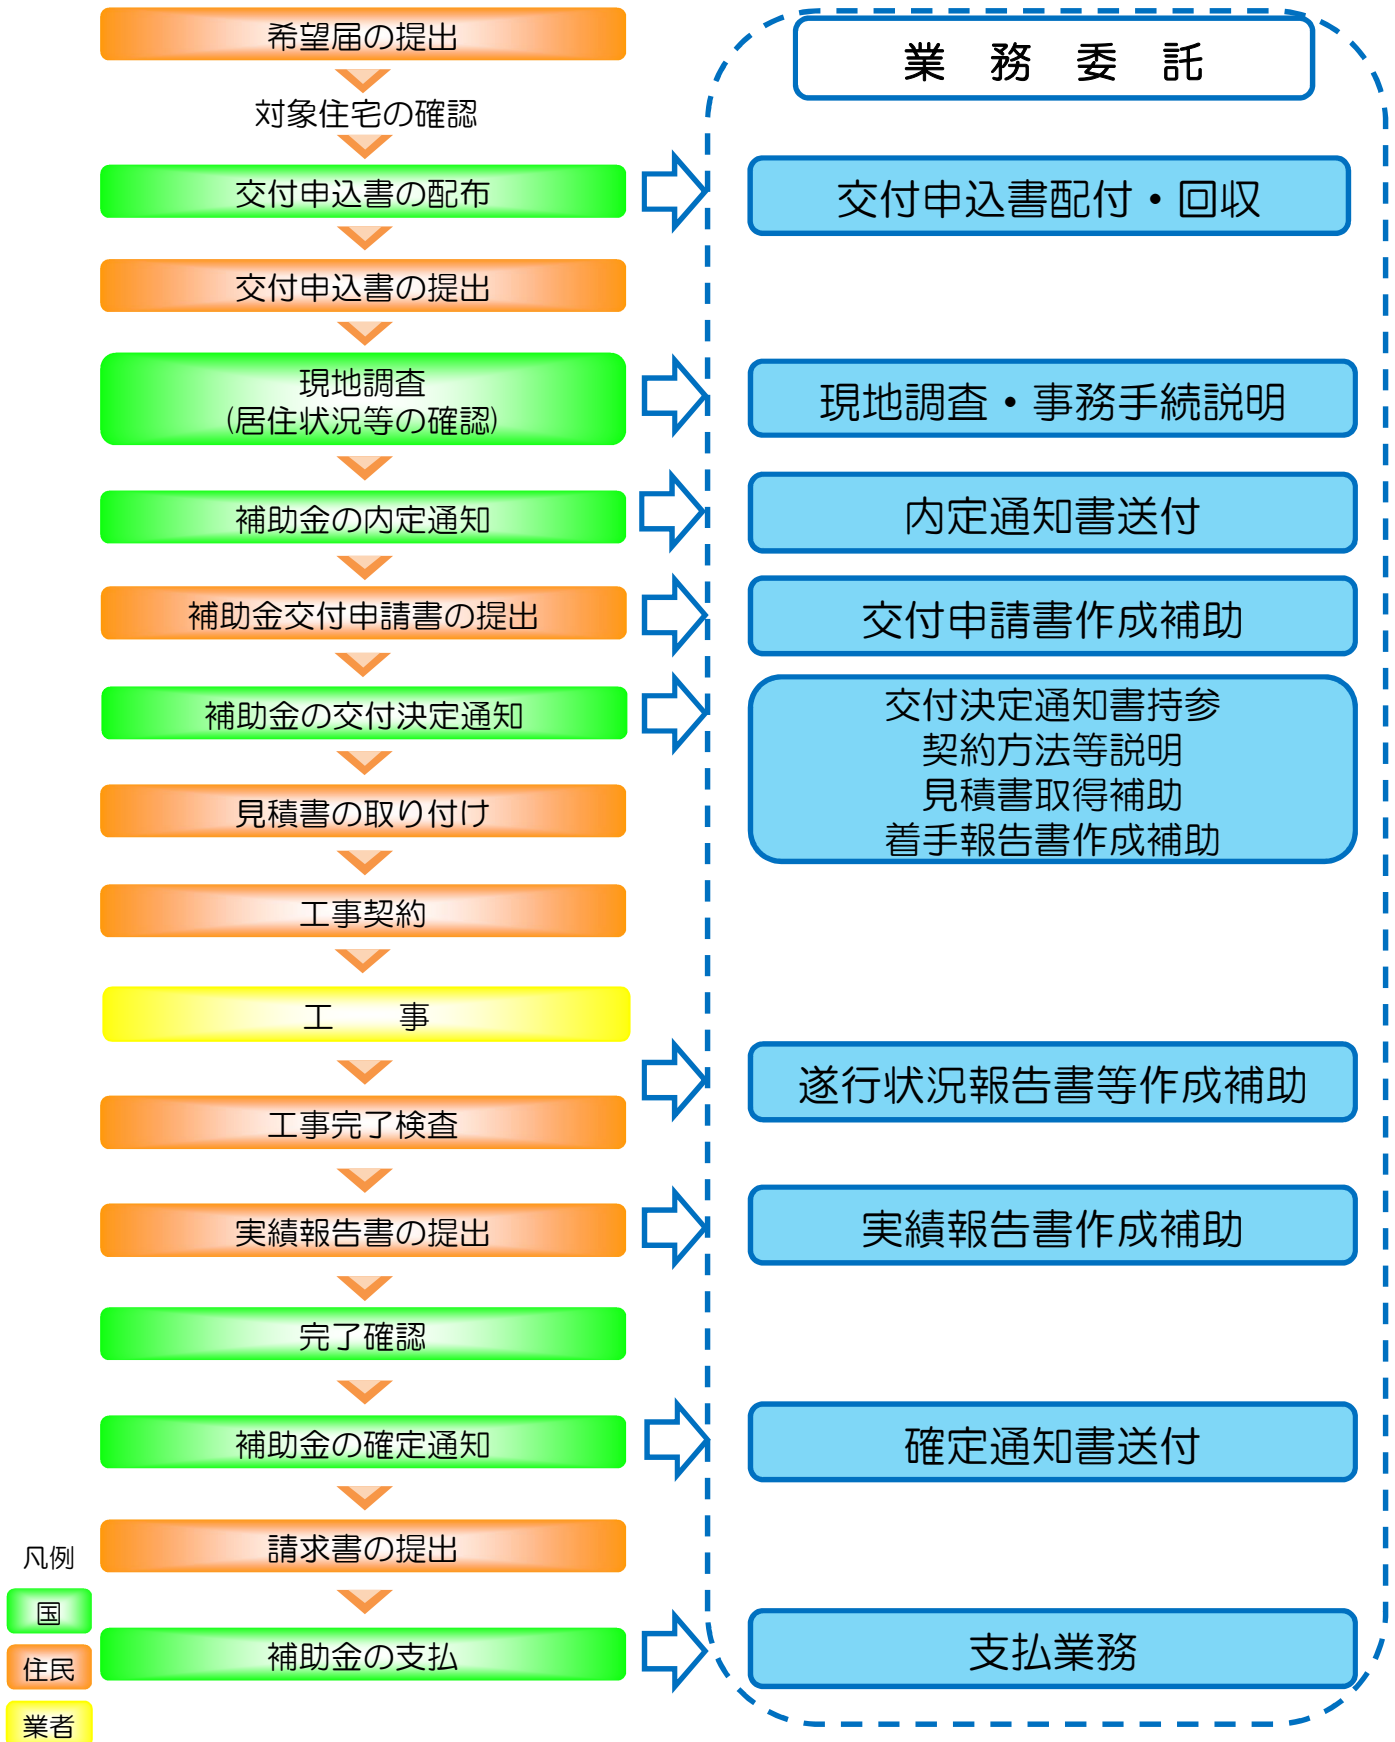 希望届の提出
対象住宅の確認
交付申込書の配布
交付申込書の提出
現地調査
(居住状況等の確認)
補助金の内定通知
補助金交付申請書の提出
補助金の交付決定通知
見積書の取り付け
工事契約
工　　事
工事完了検査
実績報告書の提出
完了確認
補助金の確定通知
請求書の提出
補助金の支払
凡例
国
住民
業者
業　務　委　託
交付申込書配付・回収
現地調査・事務手続説明
内定通知書送付
交付申請書作成補助
交付決定通知書持参
契約方法等説明
見積書取得補助
着手報告書作成補助
遂行状況報告書等作成補助
実績報告書作成補助
確定通知書送付
支払業務